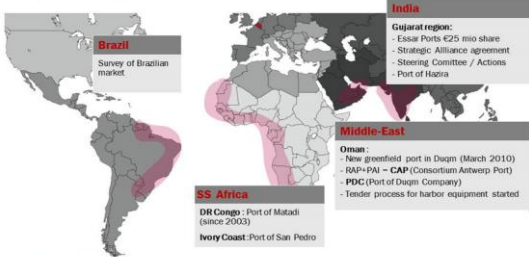 India
Gujarat region:
- Essar Ports €25 mio share
- Strategic Allliance agreement
- Steering Comittee / Actions
- Port of Hazira
Brazil
Survey of Brazilian
market
Middle-East
Oman:
- New greenfield port in Duqm (March 2010)
- RAP+PAI = CAP (Consortium Antwerp Port)
- PDC (Port of Duqm Company)
- Tender process for harbor equipment started
SS Africa
DR Congo : Port of Matadi
(since 2003)
Ivory Coast :Port of San Pedro